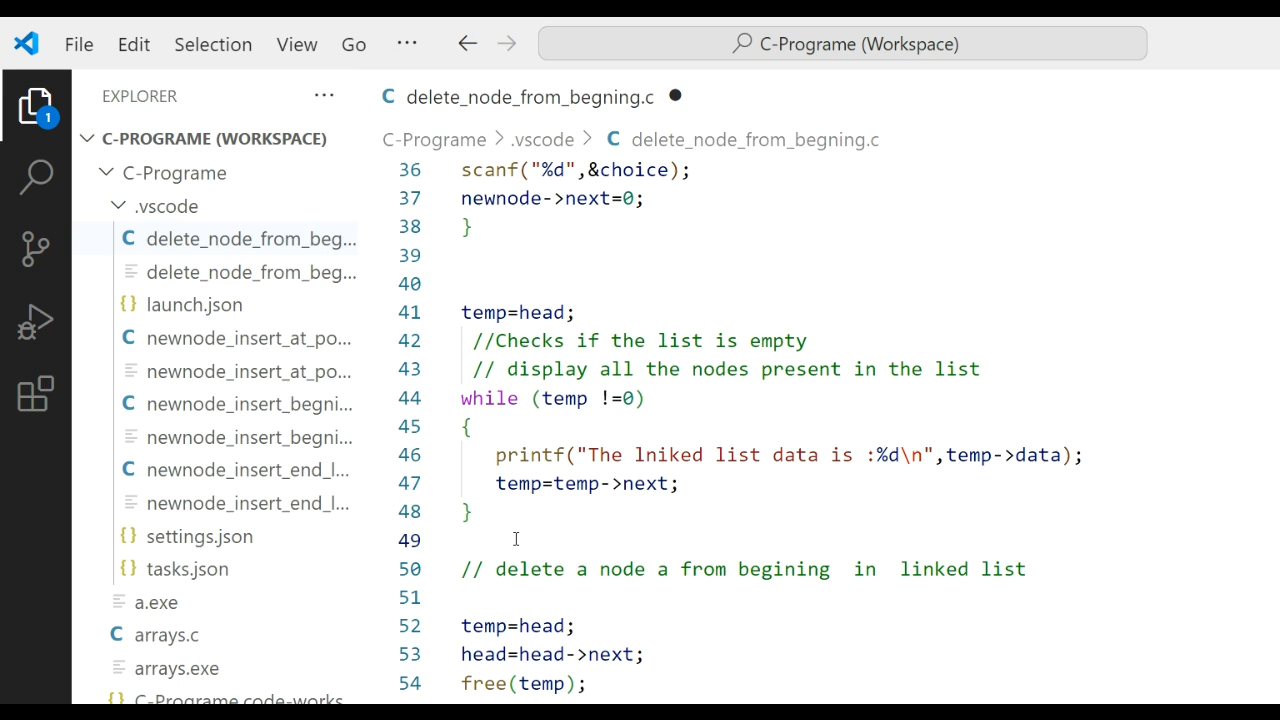 File Edit Selection View Go ··· C-Programe (Workspace)
EXPLORER ··· C delete_node_from_begning.c
C-PROGRAME (WORKSPACE) C-Programe > .vscode > C delete_node_from_begning.c
1
C-Programe
.vscode
C delete_node_from_beg...
delete_node_from_beg...
{} launch.json
C newnode_insert_at_po...
newnode_insert_at_po...
C newnode_insert_begni...
newnode_insert_begni...
C newnode_insert_end_l...
newnode_insert_end_l...
{} settings.json
{} tasks.json
a.exe
C arrays.c
arrays.exe
{} C-Programe.code-works
36 scanf("%d",&choice);
37 newnode->next=0;
38 }
39
40
41 temp=head;
42 //Checks if the list is empty
43 // display all the nodes present in the list
44 while (temp !=0)
45 {
46 printf("The lniked list data is :%d\n",temp->data);
47 temp=temp->next;
48 }
49
50 // delete a node a from begining in linked list
51
52 temp=head;
53 head=head->next;
54 free(temp);